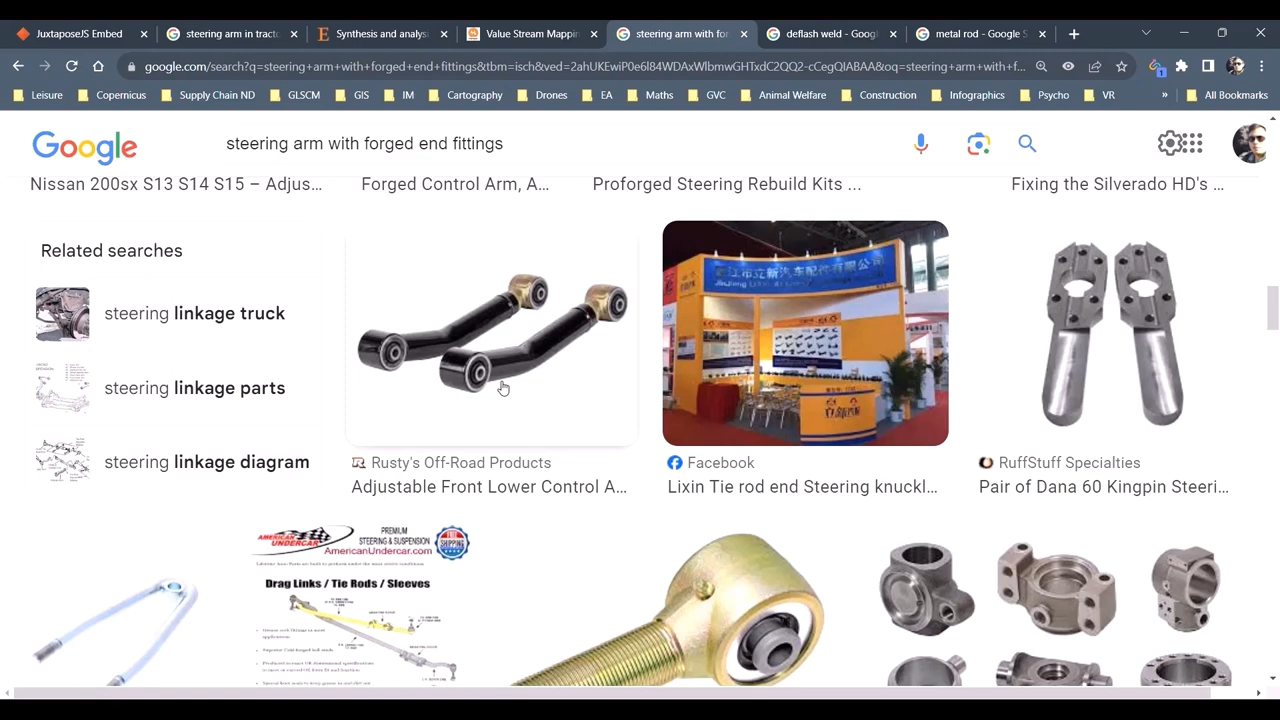 JuxtaposeJS Embed
steering arm in tracto
Synthesis and analys
Value Stream Mappin
steering arm with for
deflash weld - Goog
metal rod - Google S
google.com/search?q=steering+arm+with+forged+end+fittings&tbm=isch&ved=2ahUKEwiP0e6l84WDAxWlbmwGHTxdC2QQ2-cCegQIABAA&oq=steering+arm+with+f...
Leisure
Copernicus
Supply Chain ND
GLSCM
GIS
IM
Cartography
Drones
EA
Maths
GVC
Animal Welfare
Construction
Infographics
Psycho
VR
»
All Bookmarks
Google
steering arm with forged end fittings
Nissan 200sx S13 S14 S15 – Adjus...
Forged Control Arm, A...
Proforged Steering Rebuild Kits ...
Fixing the Silverado HD's ...
Related searches
steering linkage truck
steering linkage parts
steering linkage diagram
Rusty's Off-Road Products
Adjustable Front Lower Control A...
Facebook
Lixin Tie rod end Steering knuckl...
RuffStuff Specialties
Pair of Dana 60 Kingpin Steeri...
AMERICAN
UNDERCAR
PREMIUM
STEERING & SUSPENSION
AmericanUndercar.com
Drag Links / Tie Rods / Sleeves